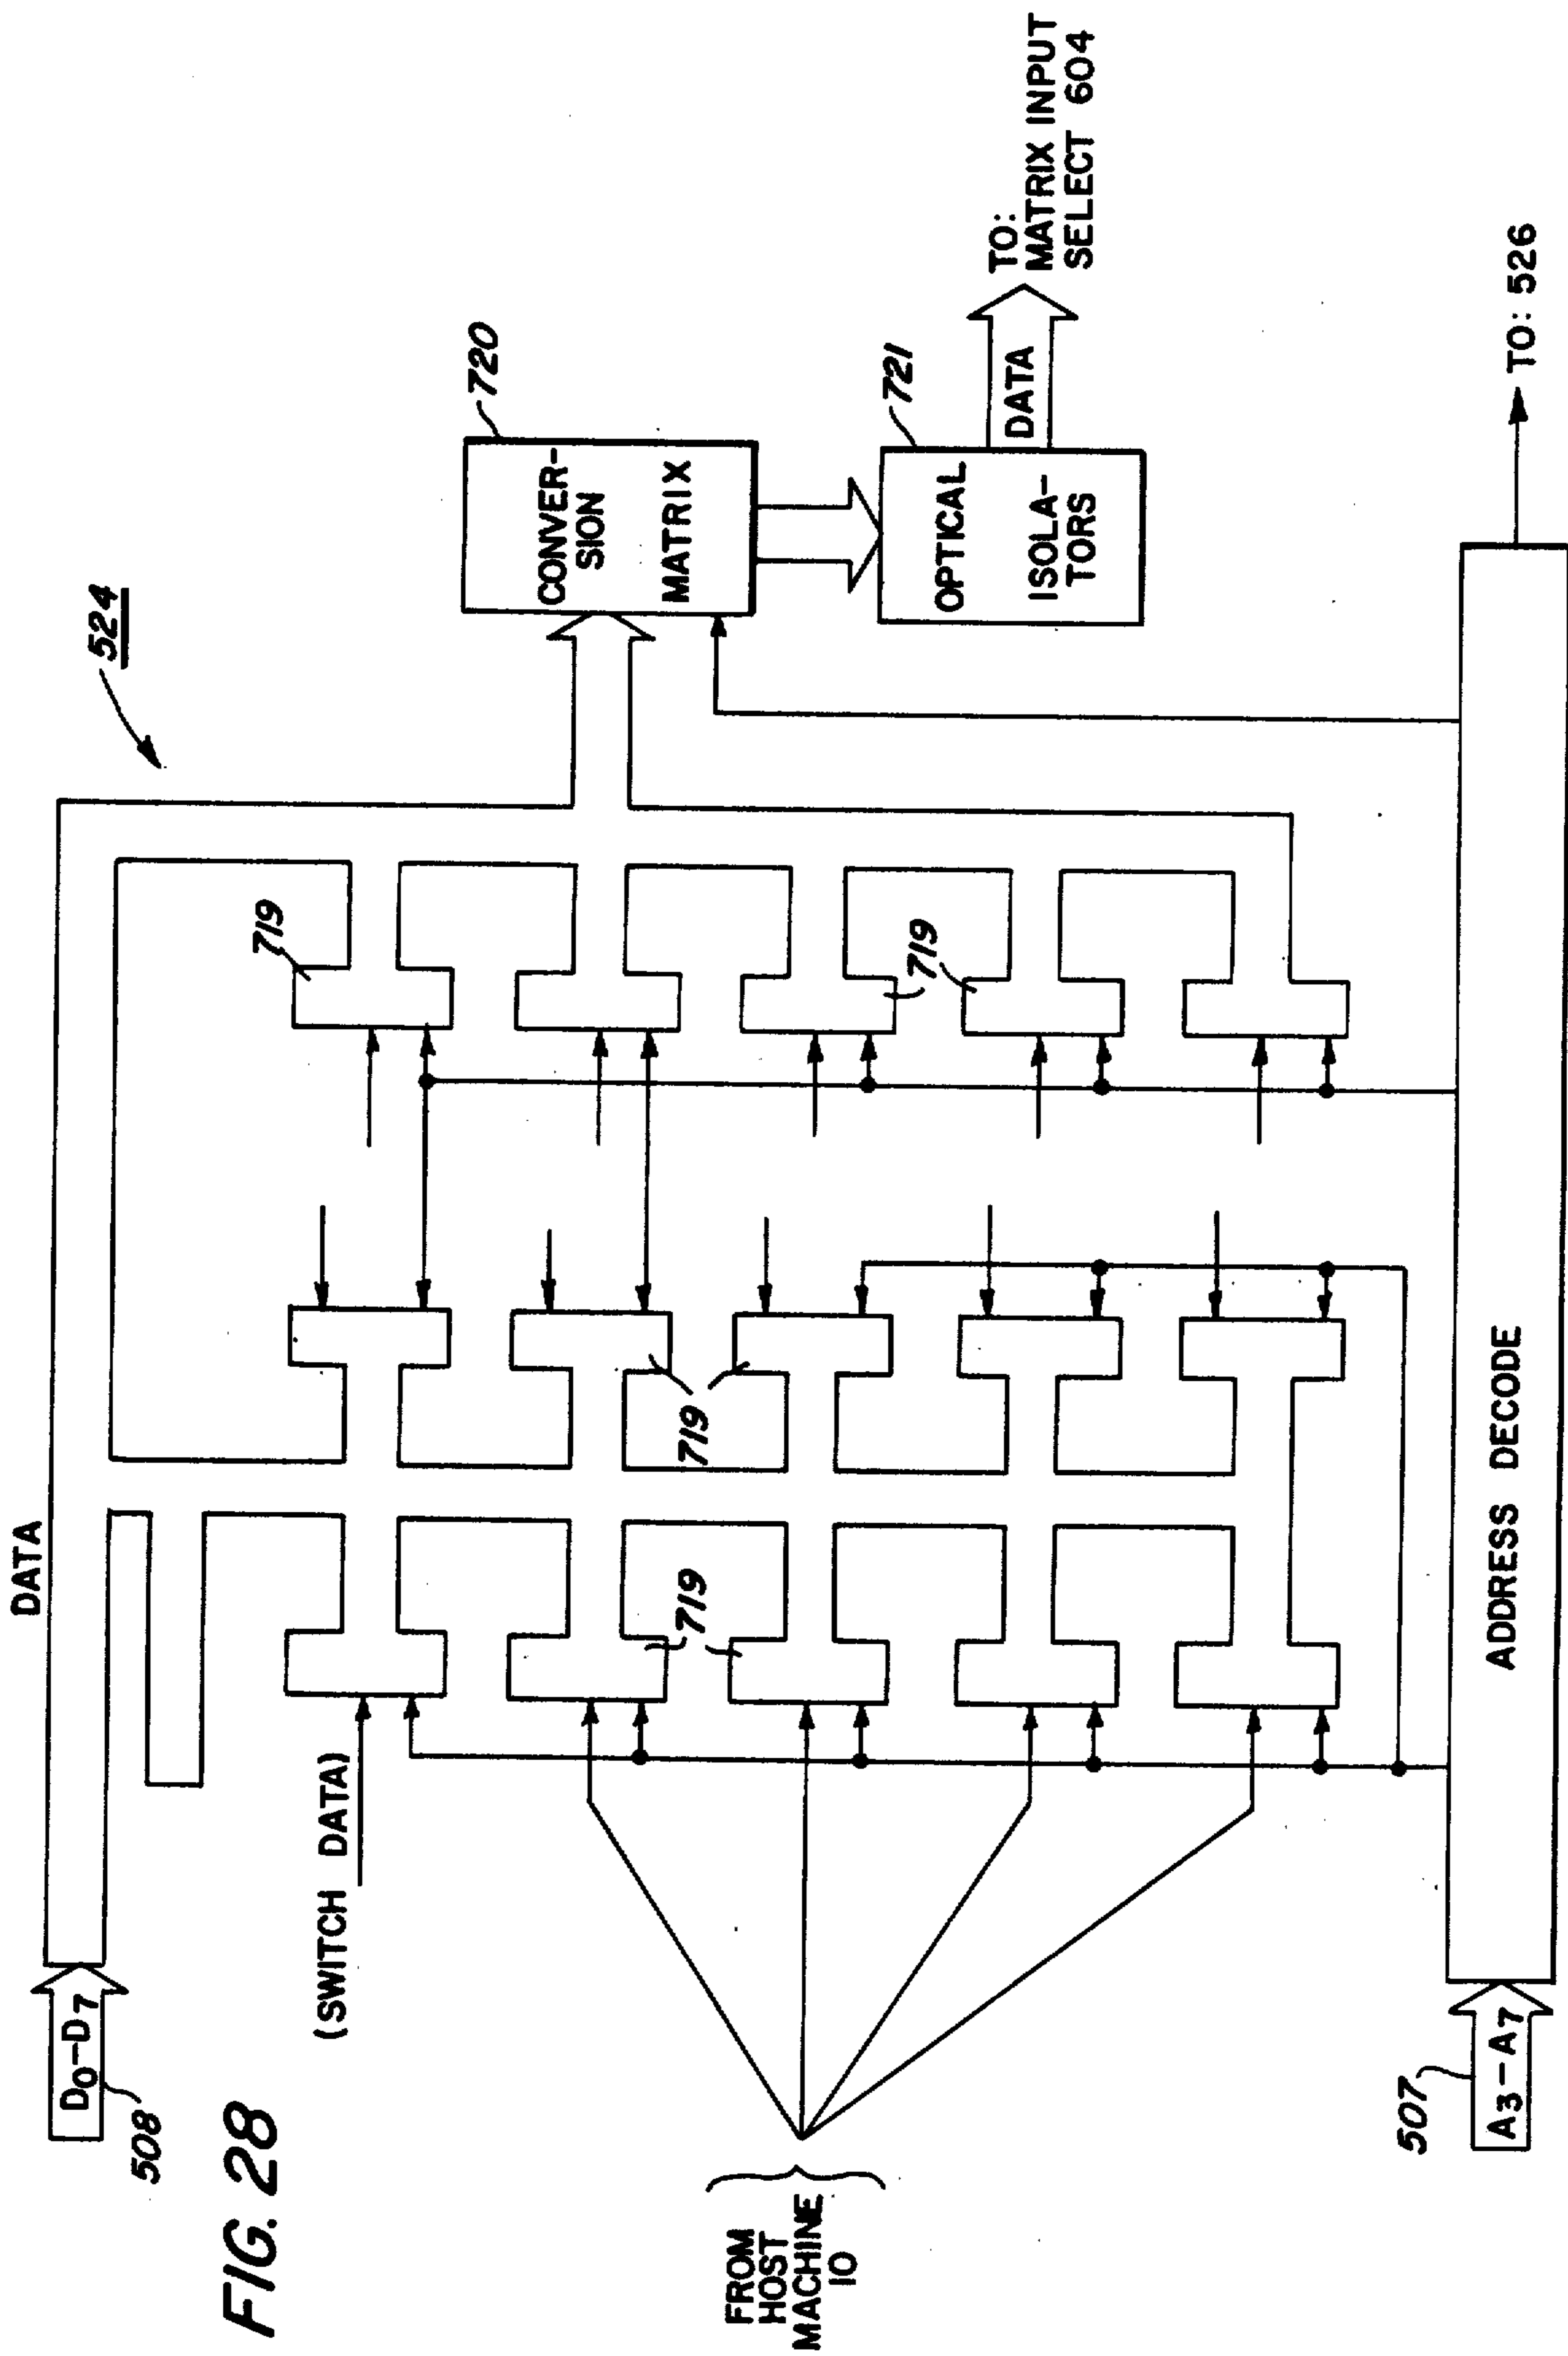 FIG. 28
DATA
524
D0-D7
508
(SWITCH DATA)
719
719
719
719
720
CONVER-
SION
MATRIX
721
OPTICAL
ISOLA-
TORS
DATA
TO:
MATRIX INPUT
SELECT 604
FROM
HOST
MACHINE
10
507
A3-A7
ADDRESS DECODE
TO: 526